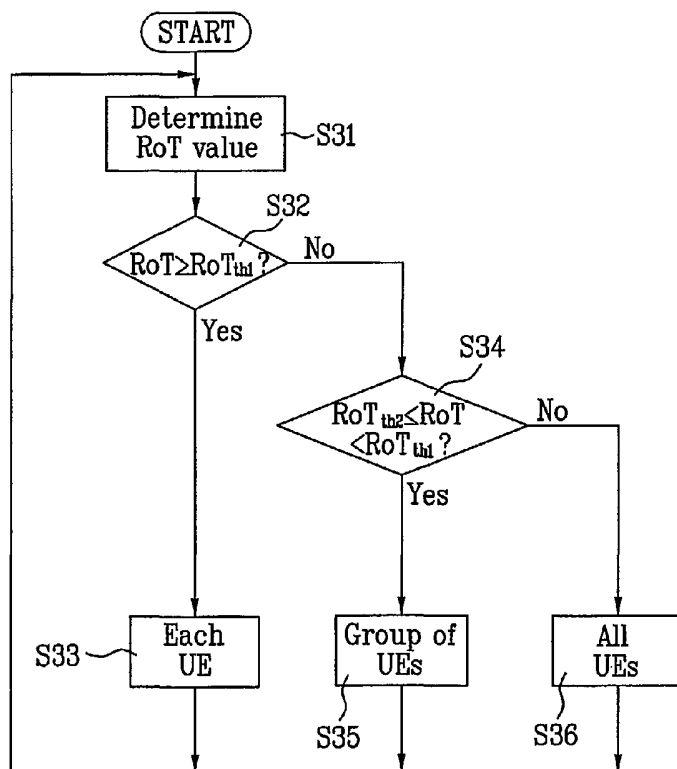 START
Determine
RoT value
S31
S32
RoT≥RoTth1?
No
Yes
S34
RoTth2≤RoT
<RoTth1?
No
Yes
Each
UE
S33
Group of
UEs
S35
All
UEs
S36